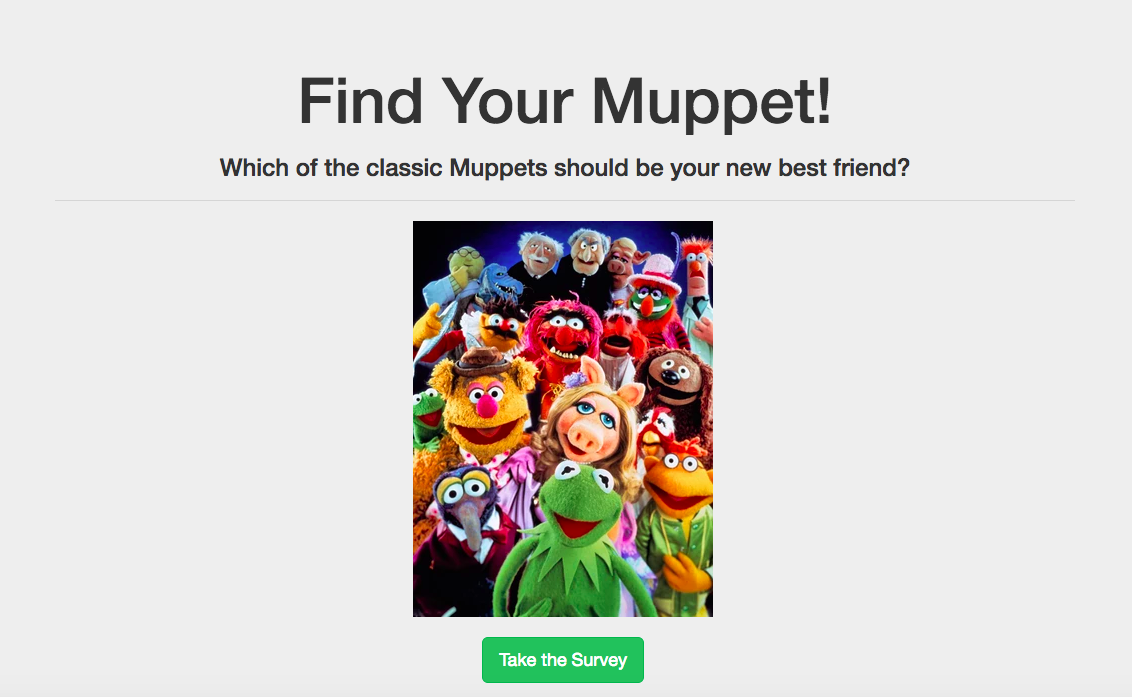 Find Your Muppet!
Which of the classic Muppets should be your new best friend?
Take the Survey